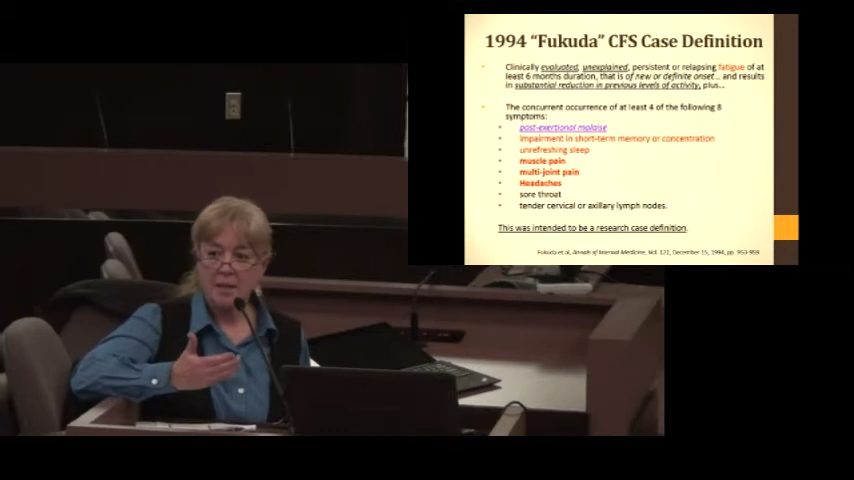 1994 "Fukuda" CFS Case Definition
Clinically evaluated, unexplained, persistent or relapsing fatigue of at
least 6 months duration, that is of new or definite onset... and results
in substantial reduction in previous levels of activity, plus...
The concurrent occurrence of at least 4 of the following 8
symptoms:
post-exertional malaise
impairment in short-term memory or concentration
unrefreshing sleep
muscle pain
multi-joint pain
Headaches
sore throat
tender cervical or axillary lymph nodes.
This was intended to be a research case definition.
Fukuda et al, Annals of Internal Medicine, Vol. 121, December 15, 1994, pp. 953-959